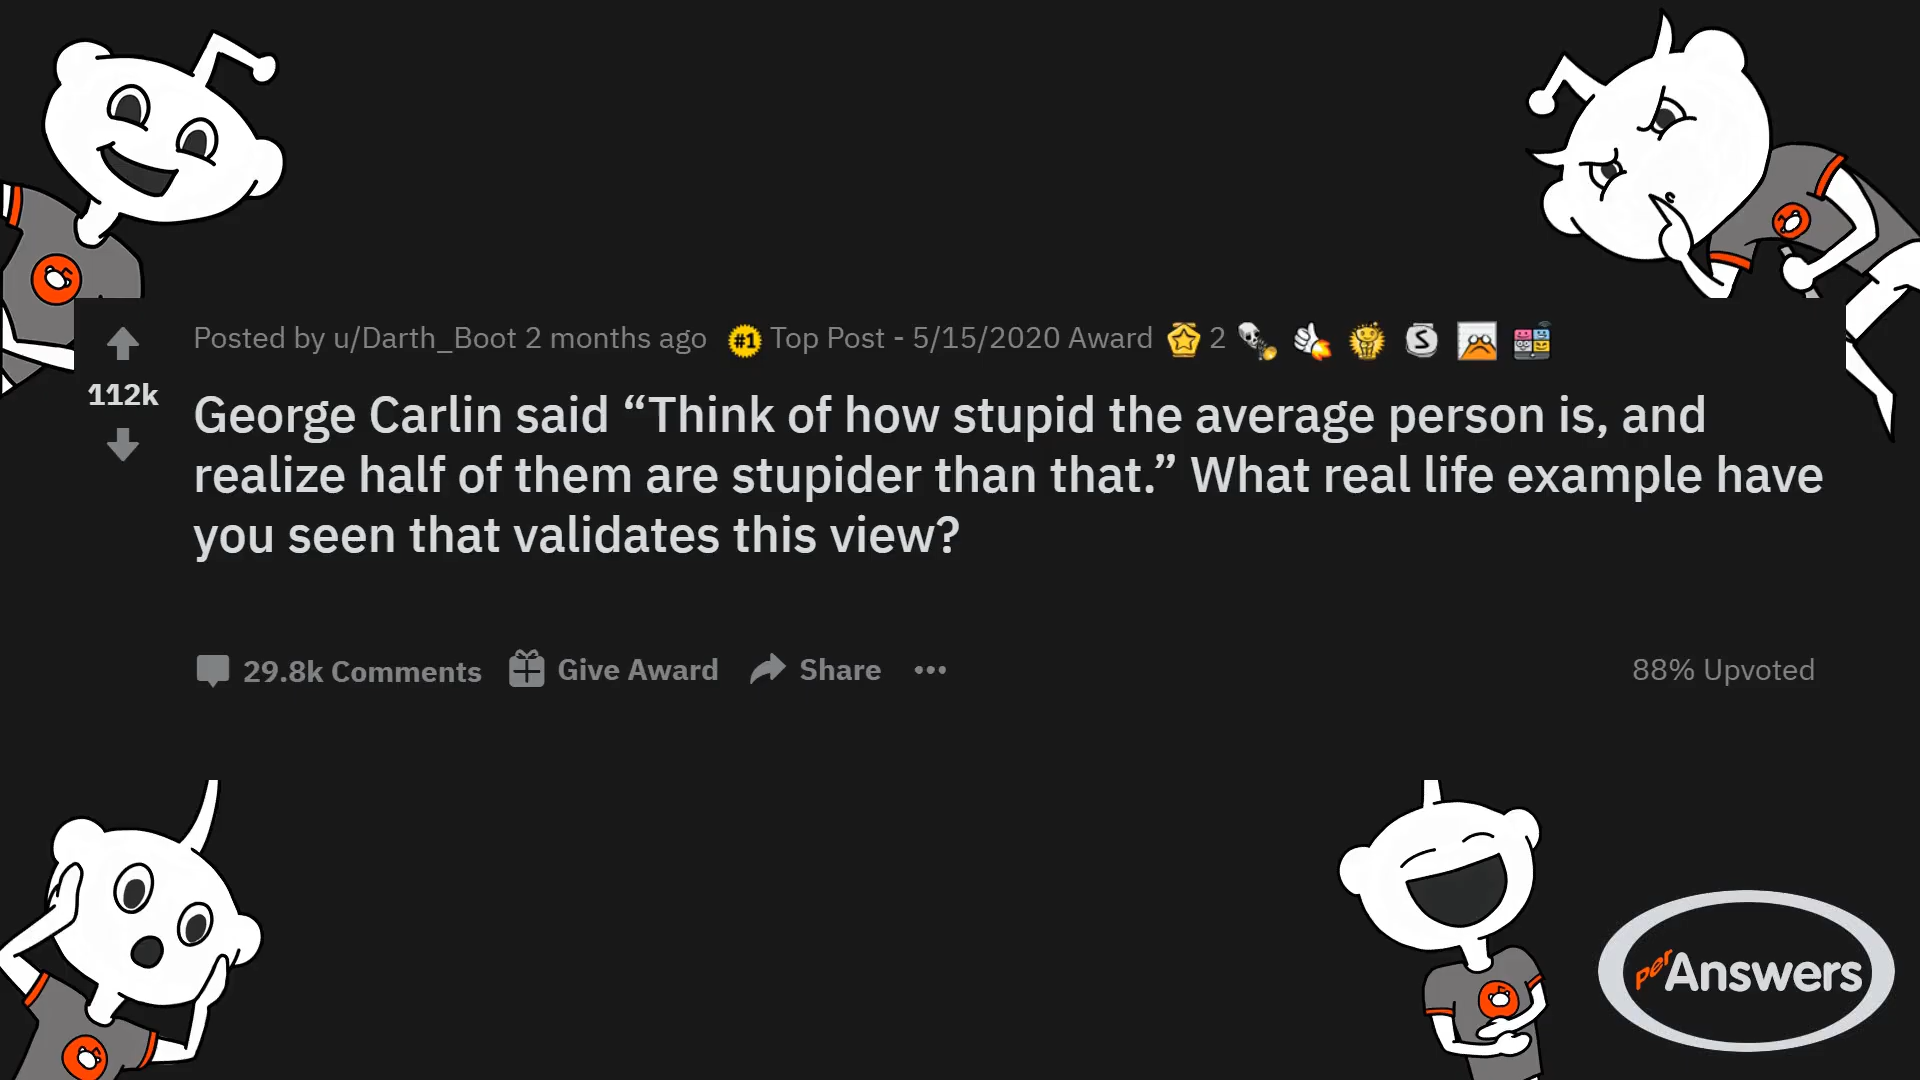 Posted by u/Darth_Boot 2 months ago #1 Top Post - 5/15/2020 Award 2 S
112k
George Carlin said “Think of how stupid the average person is, and
realize half of them are stupider than that.” What real life example have
you seen that validates this view?
29.8k Comments Give Award Share ••• 88% Upvoted
perAnswers